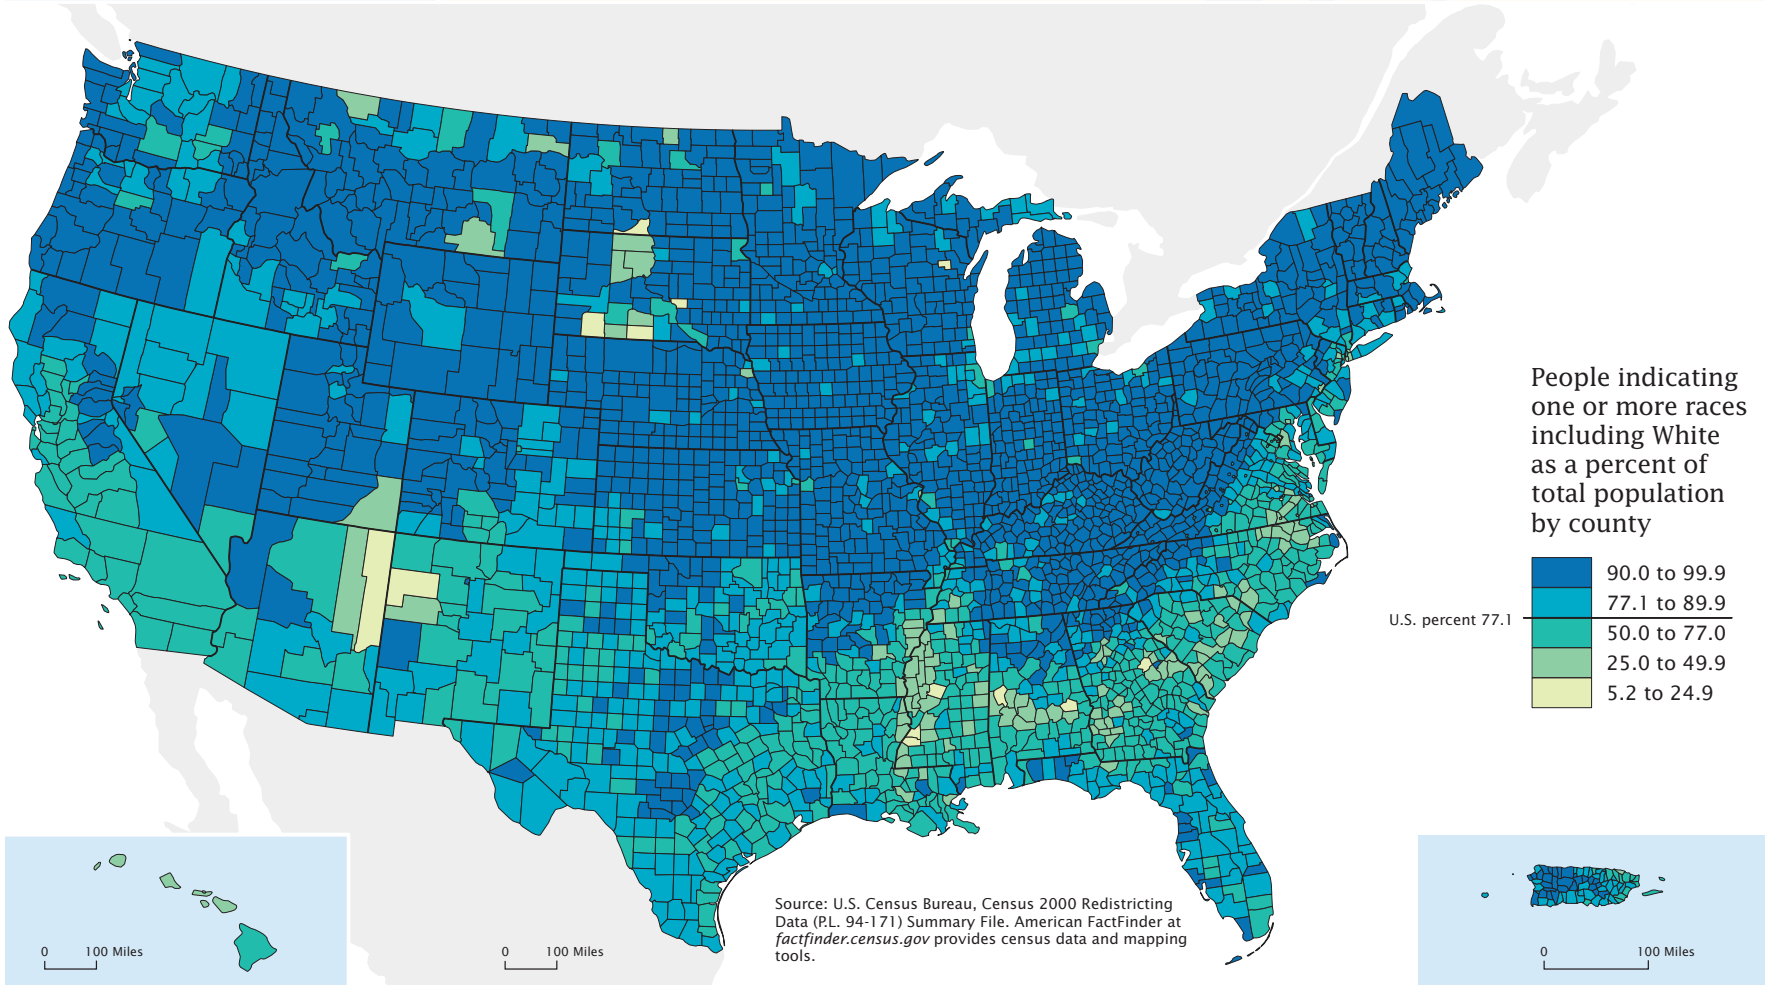 People indicating
one or more races
including White
as a percent of
total population
by county
90.0 to 99.9
77.1 to 89.9
U.S. percent 77.1
50.0 to 77.0
25.0 to 49.9
5.2 to 24.9
Source: U.S. Census Bureau, Census 2000 Redistricting
Data (P.L. 94-171) Summary File. American FactFinder at
factfinder.census.gov provides census data and mapping
tools.
0 100 Miles
0 100 Miles
0 100 Miles